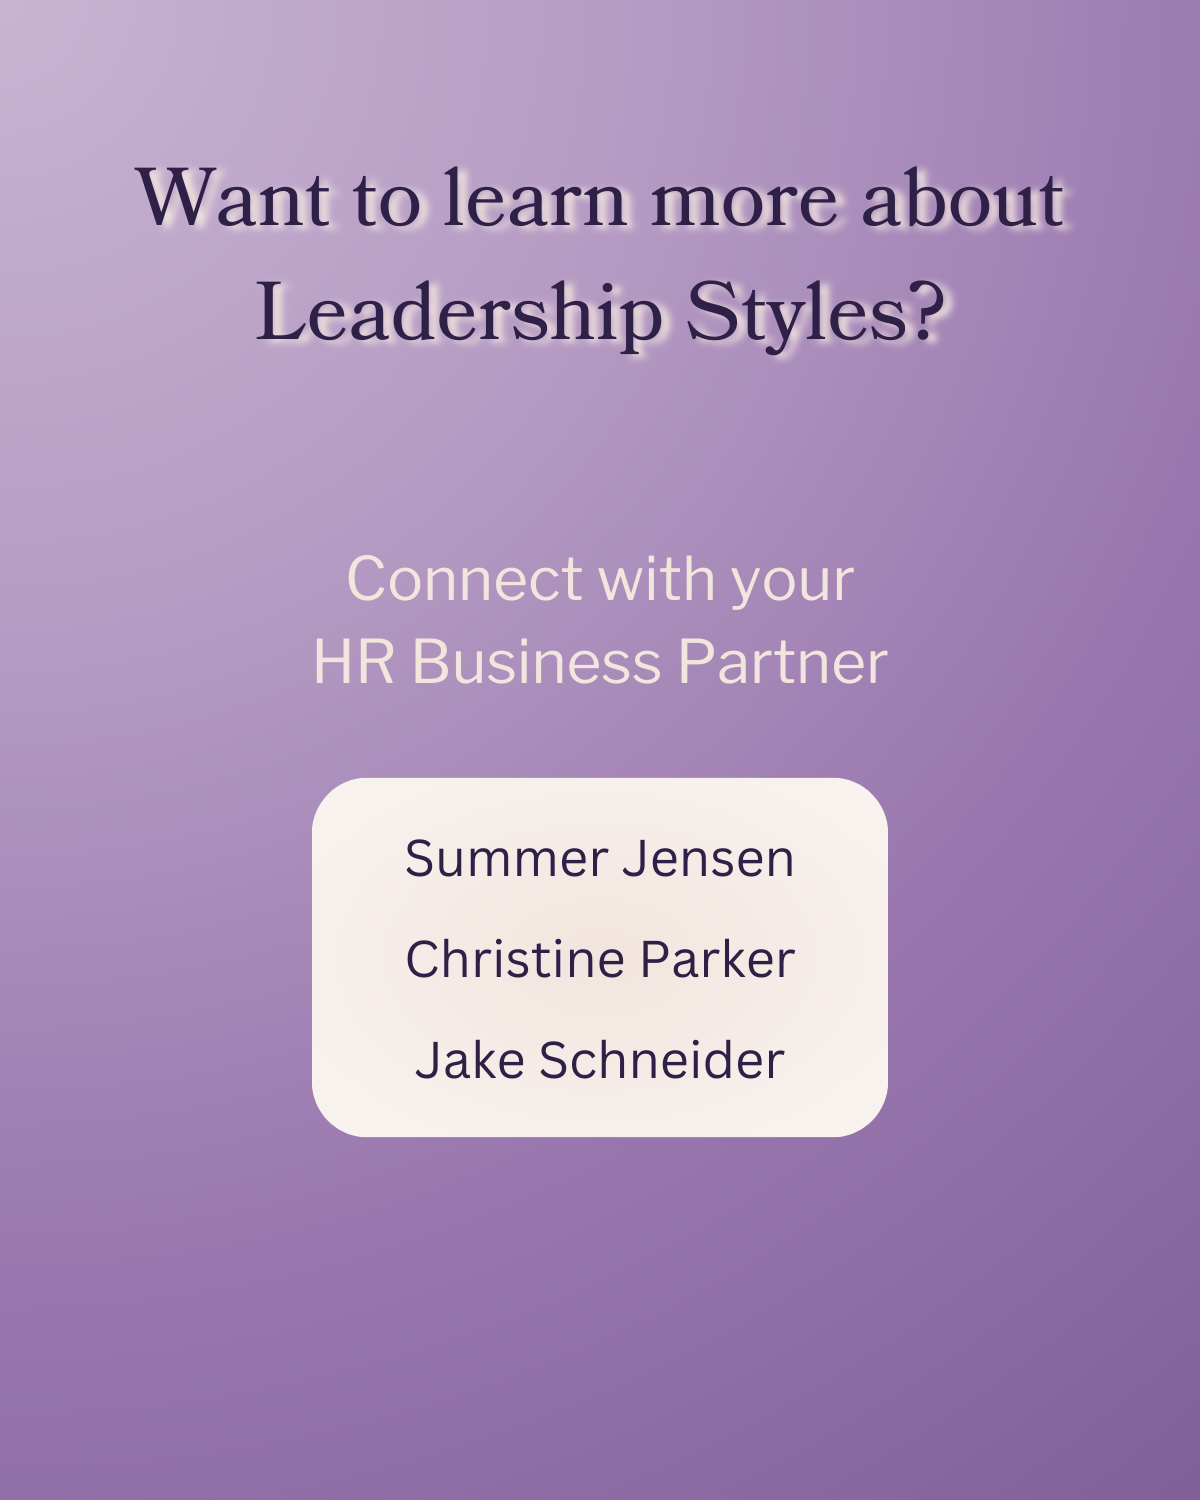 Want to learn more about
Leadership Styles?
Connect with your
HR Business Partner
Summer Jensen
Christine Parker
Jake Schneider